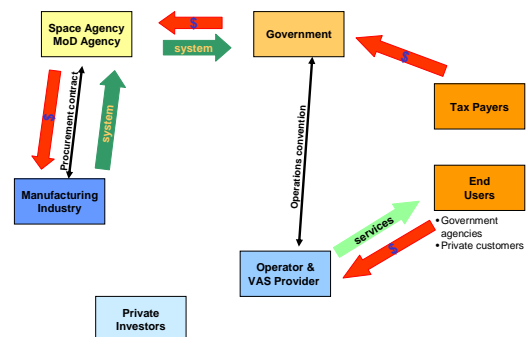 $
Space Agency
MoD Agency
system
Government
$
Tax Payers
$
Procurement contract
system
Operations convention
Manufacturing
Industry
End
Users
• Government
agencies
• Private customers
services
$
Operator &
VAS Provider
Private
Investors